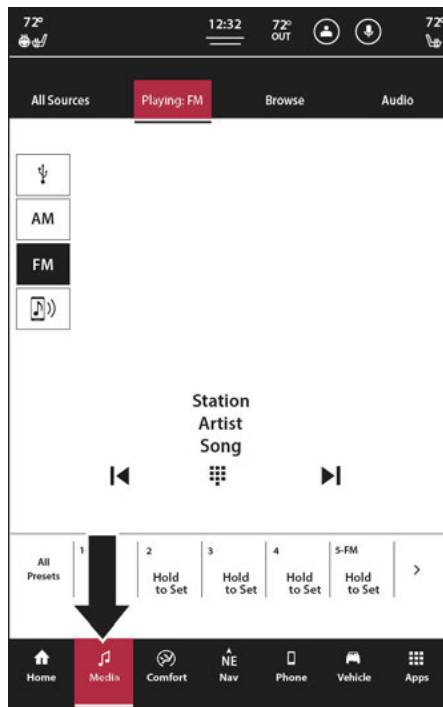 72°
12:32
72°
OUT
72°
All Sources
Playing: FM
Browse
Audio
AM
FM
Station
Artist
Song
All
Presets
1-
2
Hold
to Set
3
Hold
to Set
4
Hold
to Set
5-FM
Hold
to Set
Home
Media
Comfort
NE
Nav
Phone
Vehicle
Apps